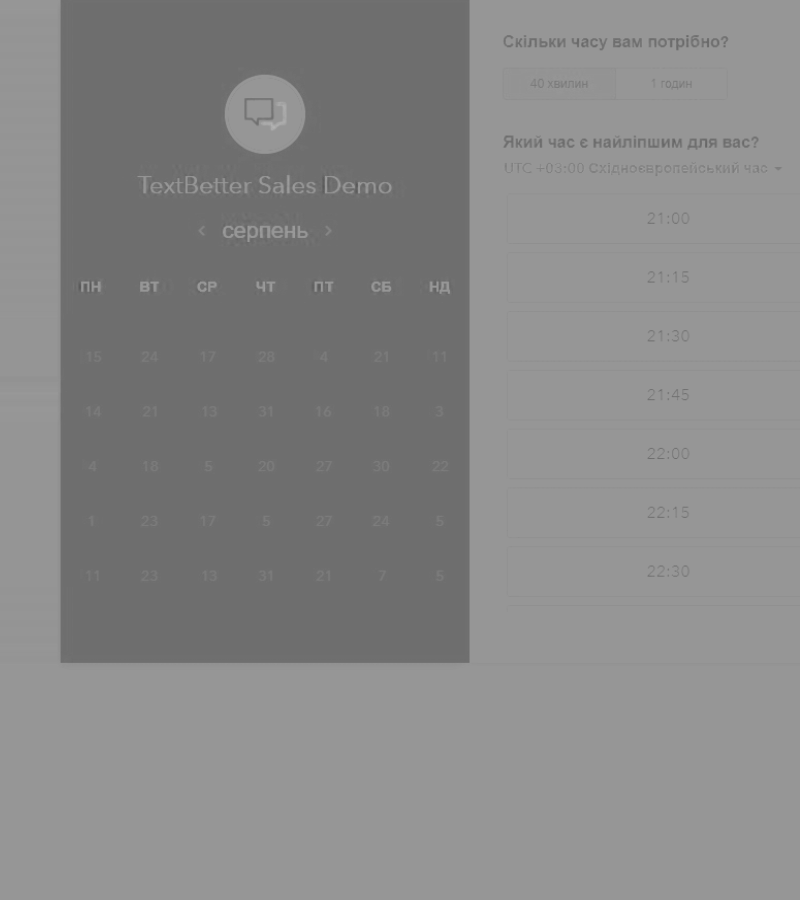 TextBetter Sales Demo
‹ серпень ›
ПН ВТ СР ЧТ ПТ СБ НД
15 24 17 28 4 21 11
14 21 13 31 16 18 3
4 18 5 20 27 30 22
1 23 17 5 27 24 5
11 23 13 31 21 7 5
Скільки часу вам потрібно?
40 хвилин 1 годин
Який час є найліпшим для вас?
UTC +03:00 Східноєвропейський час
21:00
21:15
21:30
21:45
22:00
22:15
22:30